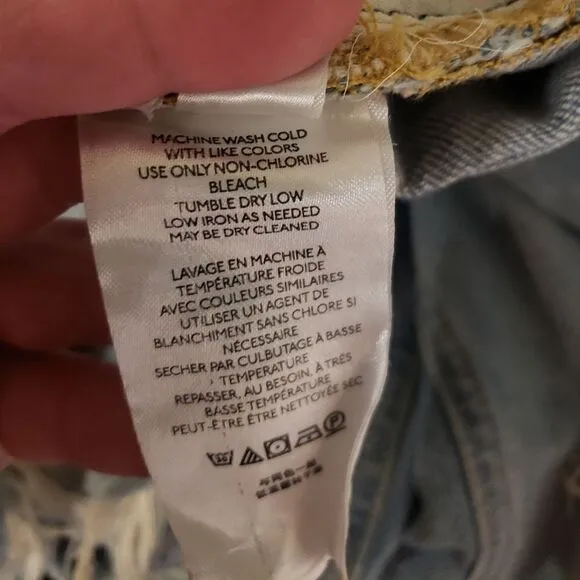 MACHINE WASH COLD
WITH LIKE COLORS
USE ONLY NON-CHLORINE
BLEACH
TUMBLE DRY LOW
LOW IRON AS NEEDED
MAY BE DRY CLEANED
LAVAGE EN MACHINE À
TEMPÉRATURE FROIDE
AVEC COULEURS SIMILAIRES
UTILISER UN AGENT DE
BLANCHIMENT SANS CHLORE SI
NÉCESSAIRE
SECHER PAR CULBUTAGE À BASSE
TEMPERATURE
REPASSER, AU BESOIN, À TRÈS
BASSE TEMPÉRATURE
PEUT-ÊTRE ÊTRE NETTOYÉE SEC